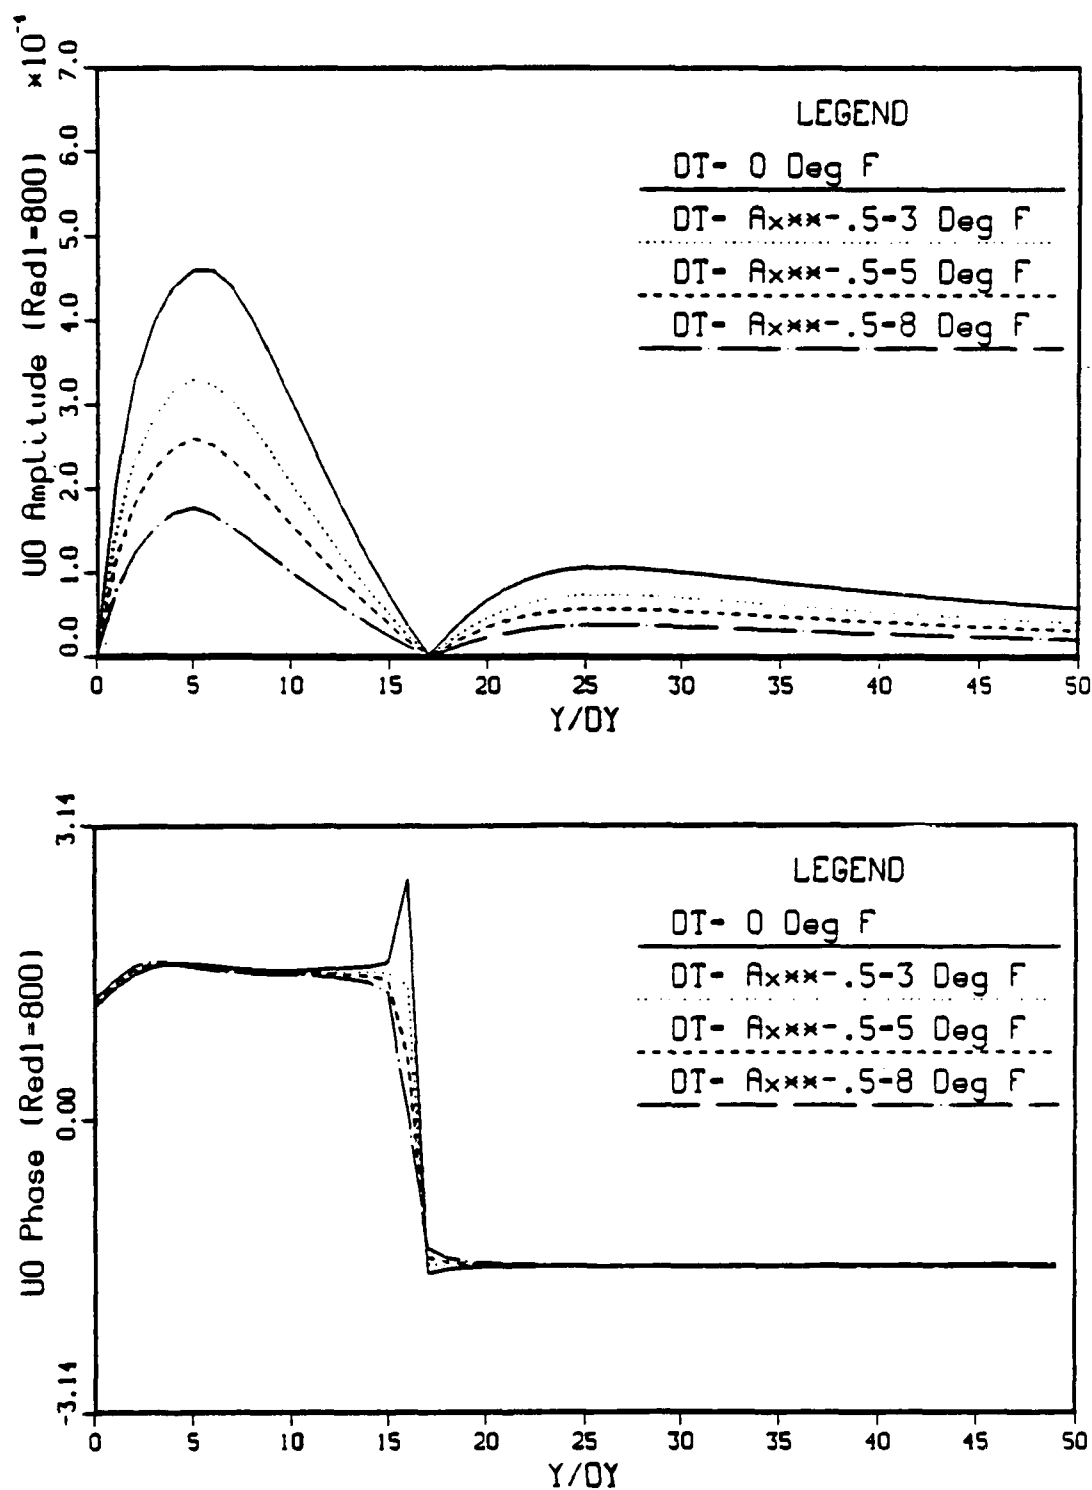 ×10⁻⁴
UO Amplitude (Redl=800)
7.0
6.0
5.0
4.0
3.0
2.0
1.0
0.0
LEGEND
DT- 0 Deg F
DT- Ax**-.5-3 Deg F
DT- Ax**-.5-5 Deg F
DT- Ax**-.5-8 Deg F
0 5 10 15 20 25 30 35 40 45 50
Y/DY
UO Phase (Redl=800)
3.14
0.00
-3.14
LEGEND
DT- 0 Deg F
DT- Ax**-.5-3 Deg F
DT- Ax**-.5-5 Deg F
DT- Ax**-.5-8 Deg F
0 5 10 15 20 25 30 35 40 45 50
Y/DY